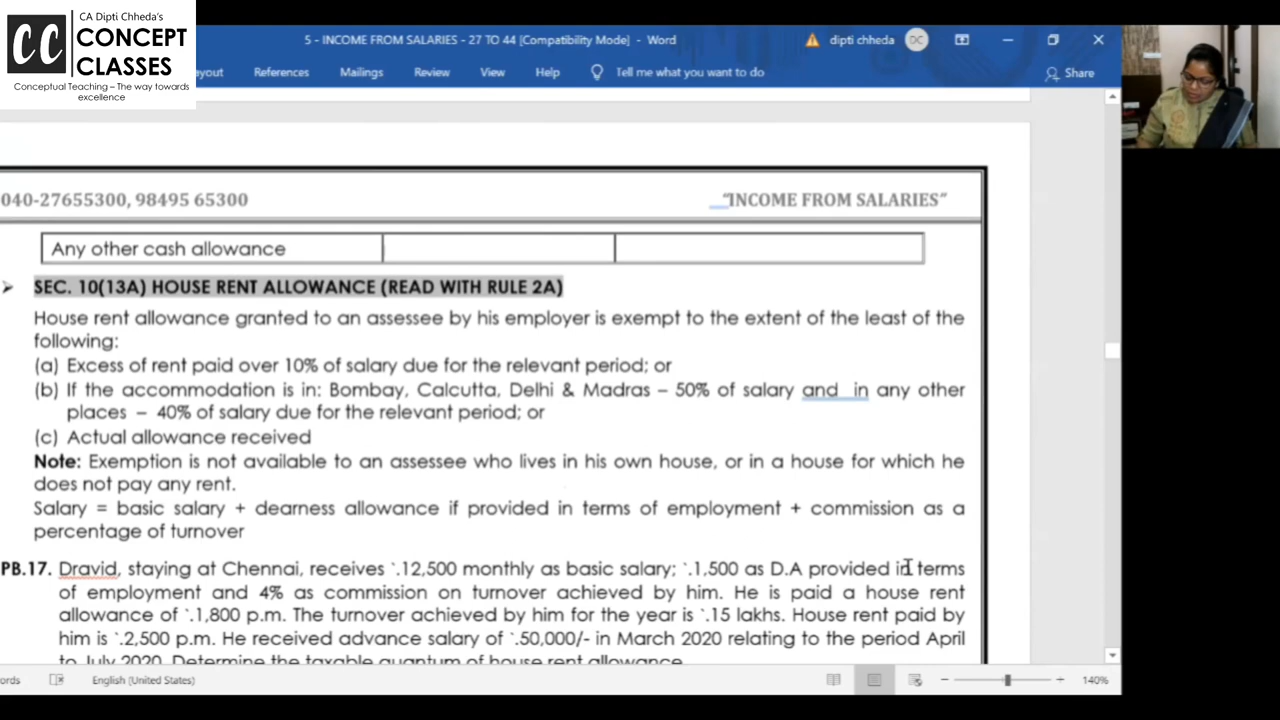 CA Dipti Chheda's
CC
CONCEPT
CLASSES
Conceptual Teaching – The way towards
excellence
5 - INCOME FROM SALARIES - 27 TO 44 [Compatibility Mode] - Word
dipti chheda
DC
ayout
References
Mailings
Review
View
Help
Tell me what you want to do
Share
040-27655300, 98495 65300
"INCOME FROM SALARIES"
Any other cash allowance
➢ SEC. 10(13A) HOUSE RENT ALLOWANCE (READ WITH RULE 2A)
House rent allowance granted to an assessee by his employer is exempt to the extent of the least of the
following:
(a) Excess of rent paid over 10% of salary due for the relevant period; or
(b) If the accommodation is in: Bombay, Calcutta, Delhi & Madras – 50% of salary and in any other
places – 40% of salary due for the relevant period; or
(c) Actual allowance received
Note: Exemption is not available to an assessee who lives in his own house, or in a house for which he
does not pay any rent.
Salary = basic salary + dearness allowance if provided in terms of employment + commission as a
percentage of turnover
PB.17. Dravid, staying at Chennai, receives `.12,500 monthly as basic salary; `.1,500 as D.A provided in terms
of employment and 4% as commission on turnover achieved by him. He is paid a house rent
allowance of `.1,800 p.m. The turnover achieved by him for the year is `.15 lakhs. House rent paid by
him is `.2,500 p.m. He received advance salary of `.50,000/- in March 2020 relating to the period April
to July 2020. Determine the taxable quantum of house rent allowance.
ords
English (United States)
140%